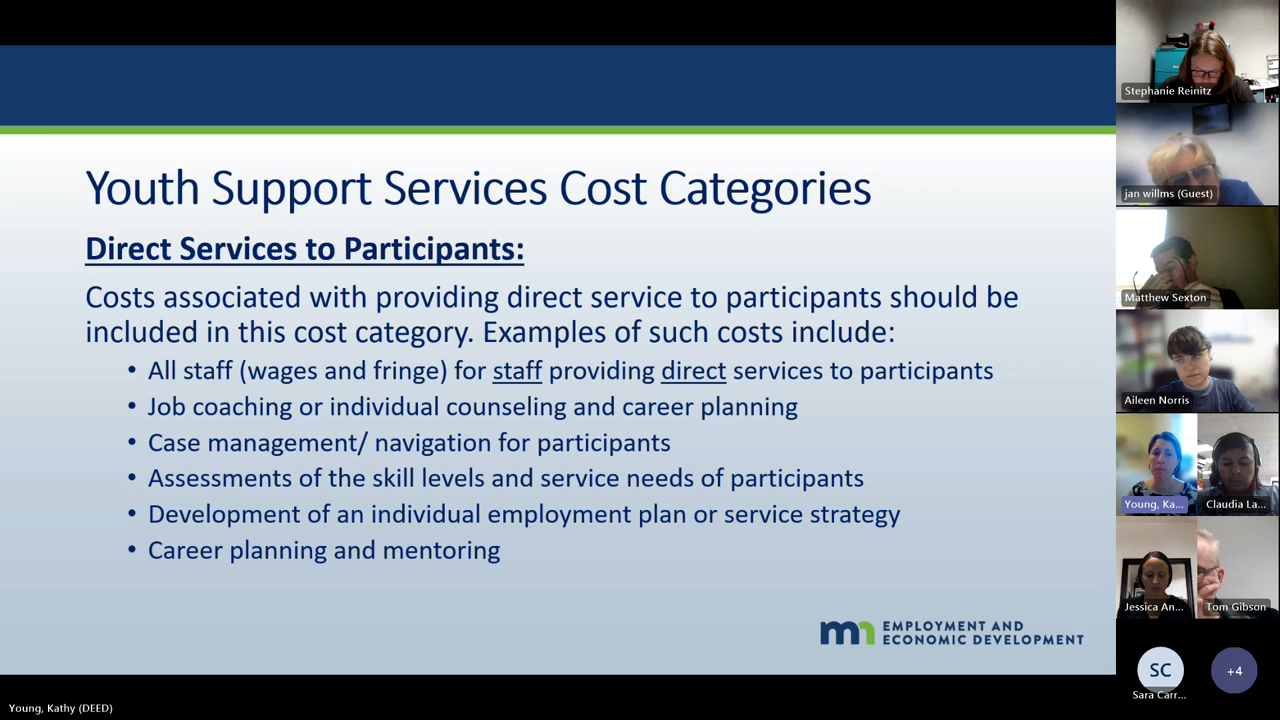 Youth Support Services Cost Categories
Direct Services to Participants:
Costs associated with providing direct service to participants should be
included in this cost category. Examples of such costs include:
• All staff (wages and fringe) for staff providing direct services to participants
• Job coaching or individual counseling and career planning
• Case management/ navigation for participants
• Assessments of the skill levels and service needs of participants
• Development of an individual employment plan or service strategy
• Career planning and mentoring
mn EMPLOYMENT AND
ECONOMIC DEVELOPMENT
Young, Kathy (DEED)
Stephanie Reinitz
jan willms (Guest)
Matthew Sexton
Aileen Norris
Young, Ka...
Claudia La...
Jessica An...
Tom Gibson
SC
+4
Sara Carr...